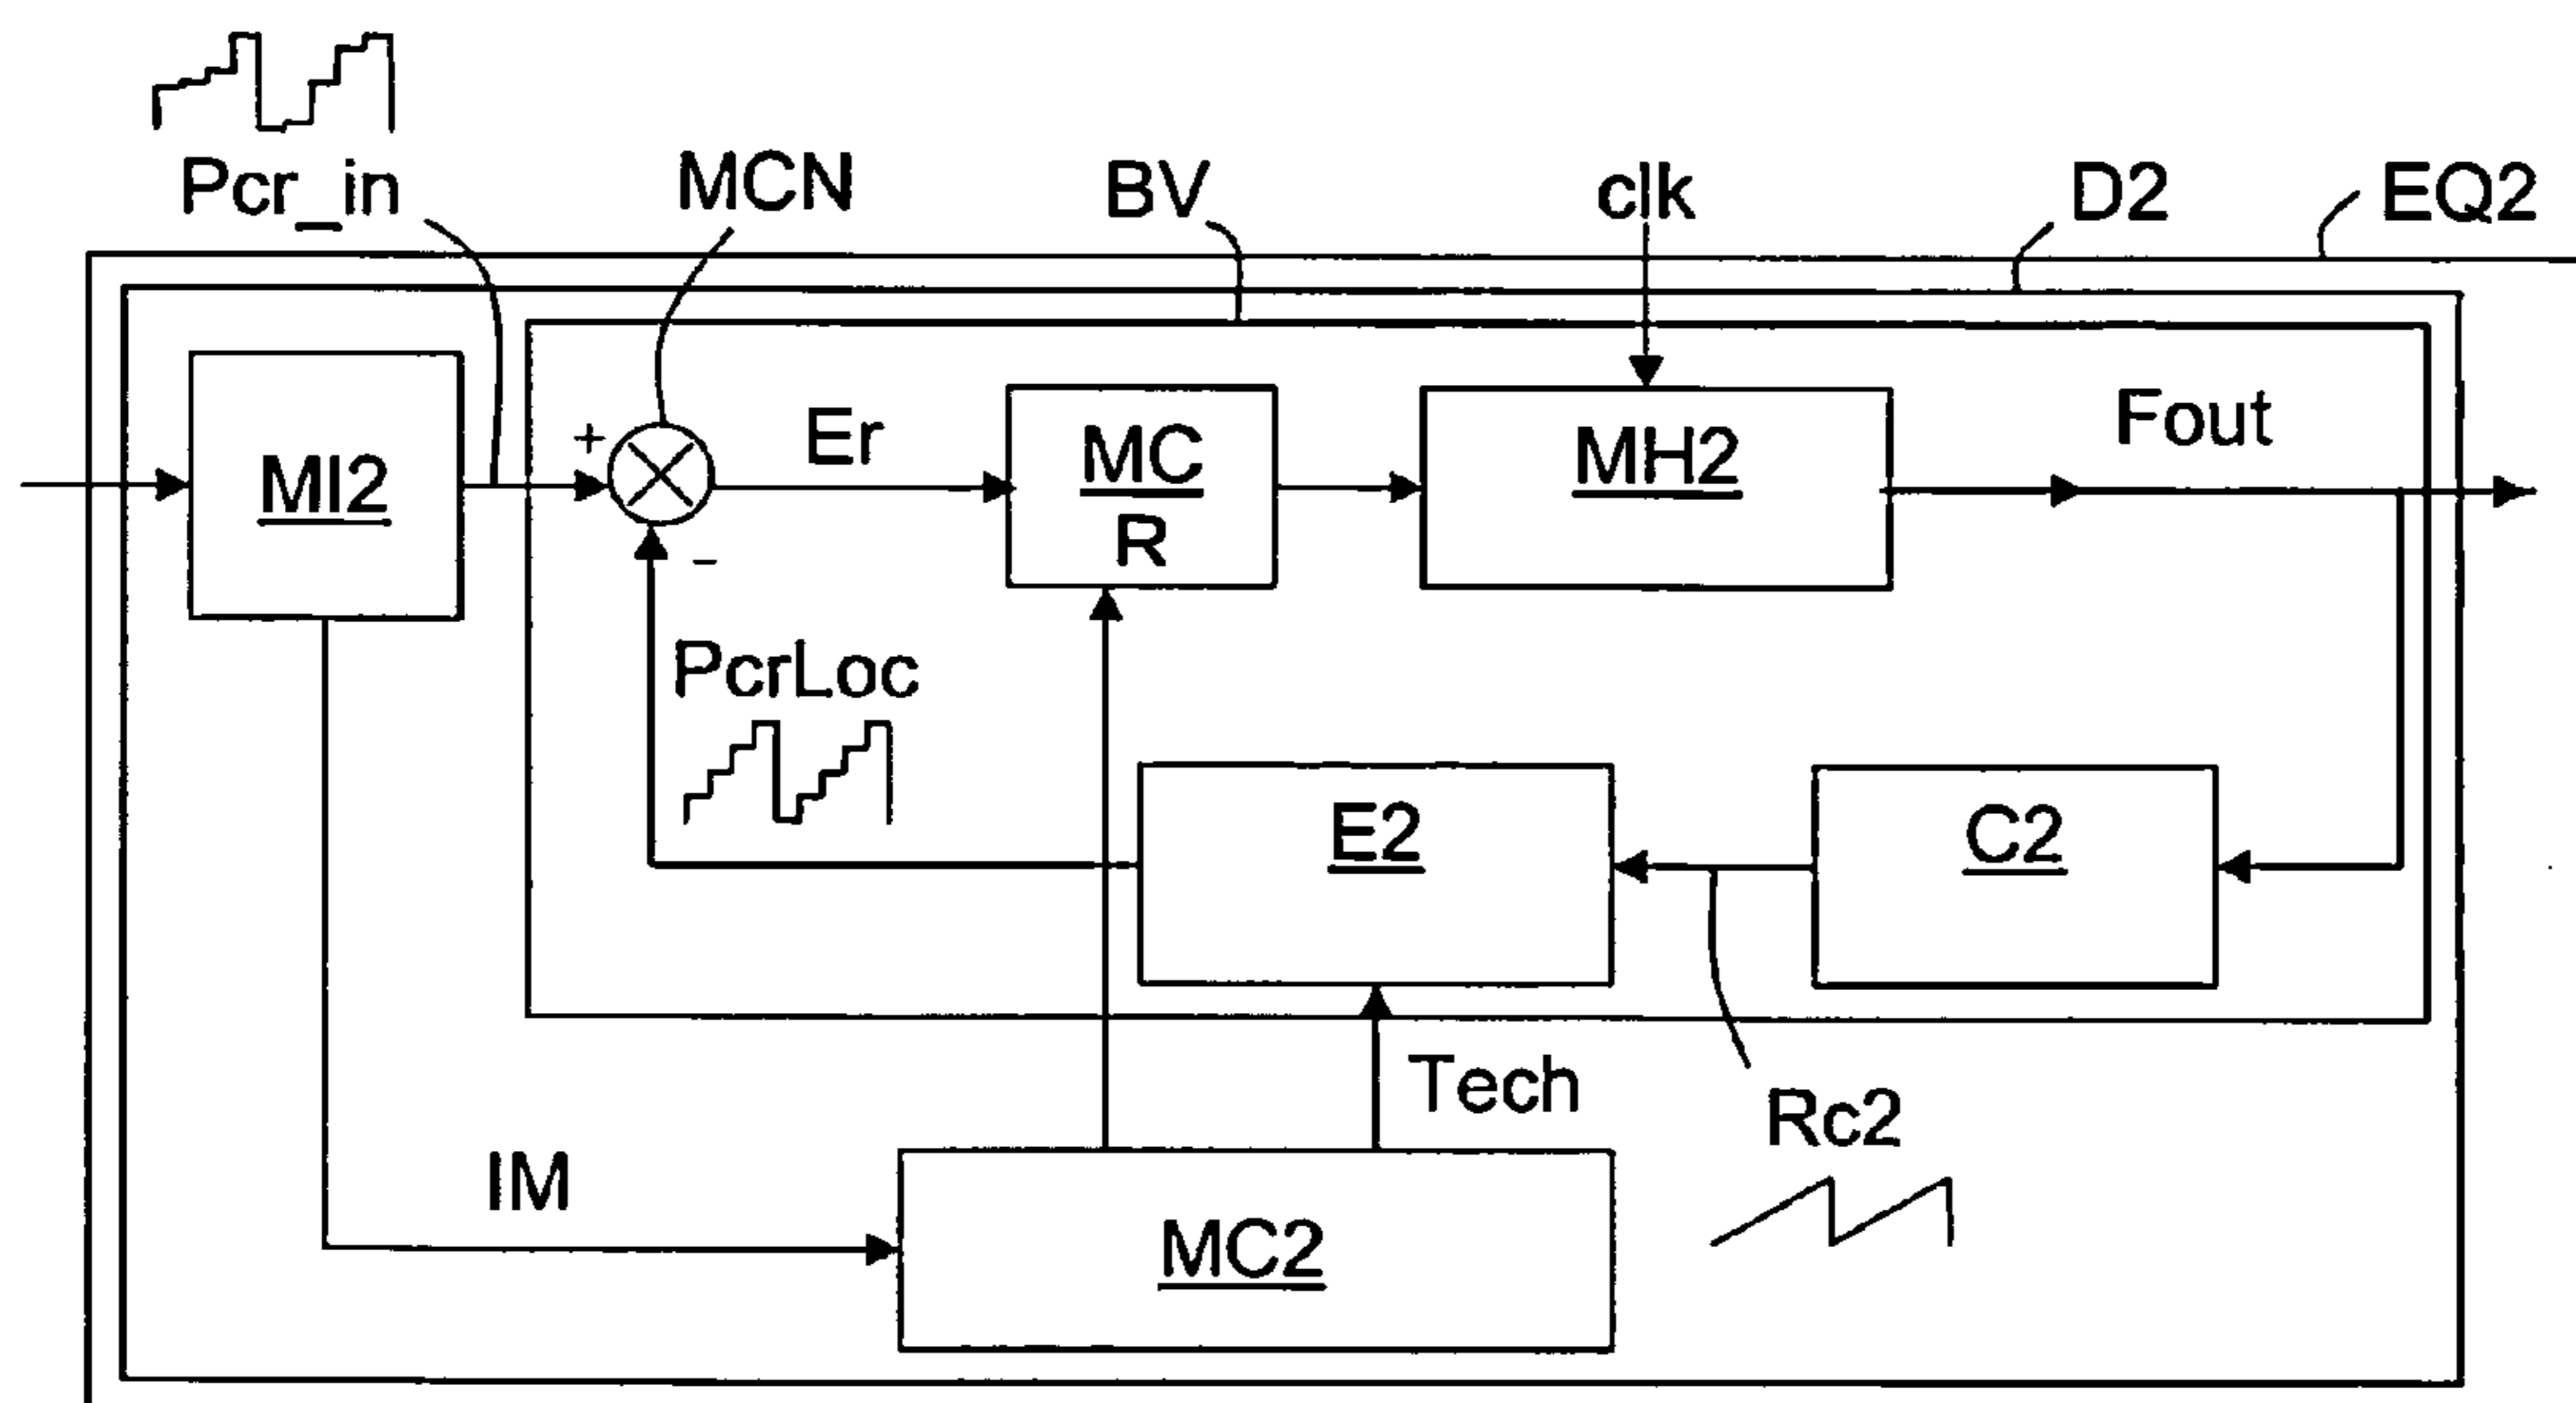 Pcr_in
MCN
BV
clk
D2
EQ2
MI2
+
Er
MC
R
MH2
Fout
−
PcrLoc
E2
C2
Tech
Rc2
IM
MC2